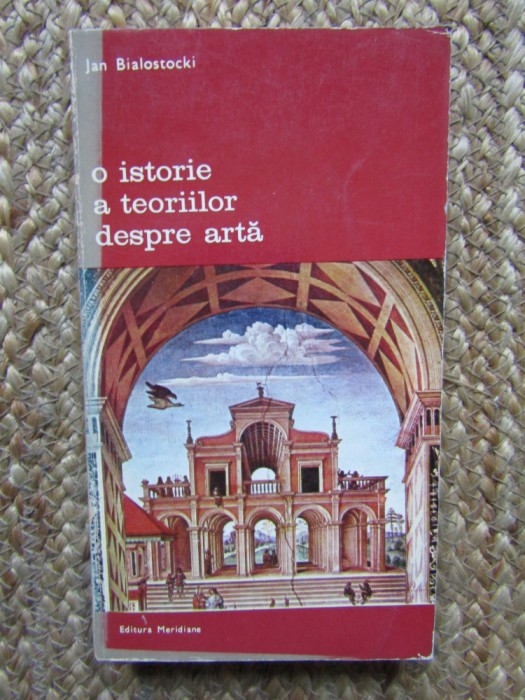 Jan Bialostocki
o istorie
a teoriilor
despre artă
Editura Meridiane